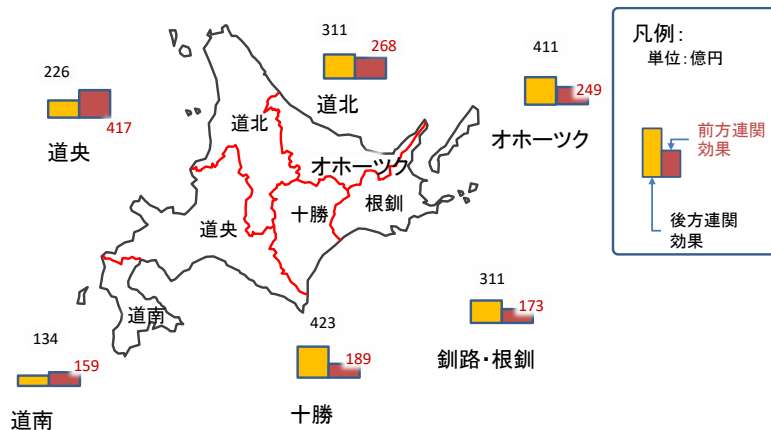 311
268
道北
411
249
オホーツク
226
417
道央
凡例：
単位：億円
前方連関
効果
後方連関
効果
道北
オホーツク
道央
十勝
根釧
道南
134
159
道南
423
189
十勝
311
173
釧路・根釧